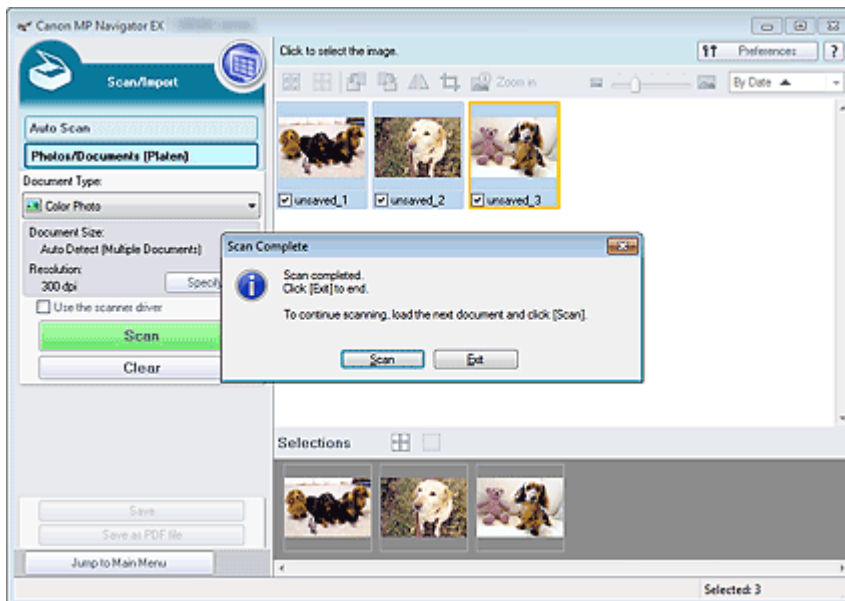 Canon MP Navigator EX
Scan/Import
Click to select the image.
Preferences
?
Zoom in
By Date
Auto Scan
Photos/Documents (Platen)
Document Type:
Color Photo
Document Size:
Auto Detect (Multiple Documents)
Resolution:
300 dpi
Specify
Use the scanner driver
Scan
Clear
unsaved_1
unsaved_2
unsaved_3
Scan Complete
Scan completed.
Click [Exit] to end.
To continue scanning, load the next document and click [Scan].
Scan
Exit
Selections
Save
Save as PDF file
Jump to Main Menu
Selected: 3